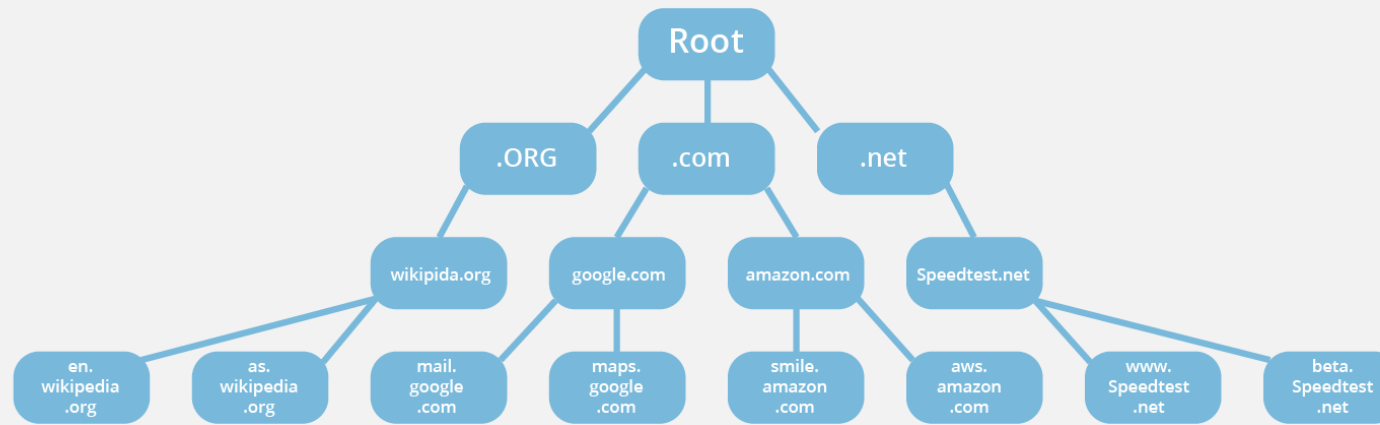 Root
.ORG
.com
.net
wikipida.org
google.com
amazon.com
Speedtest.net
en.
wikipedia
.org
as.
wikipedia
.org
mail.
google
.com
maps.
google
.com
smile.
amazon
.com
aws.
amazon
.com
www.
Speedtest
.net
beta.
Speedtest
.net